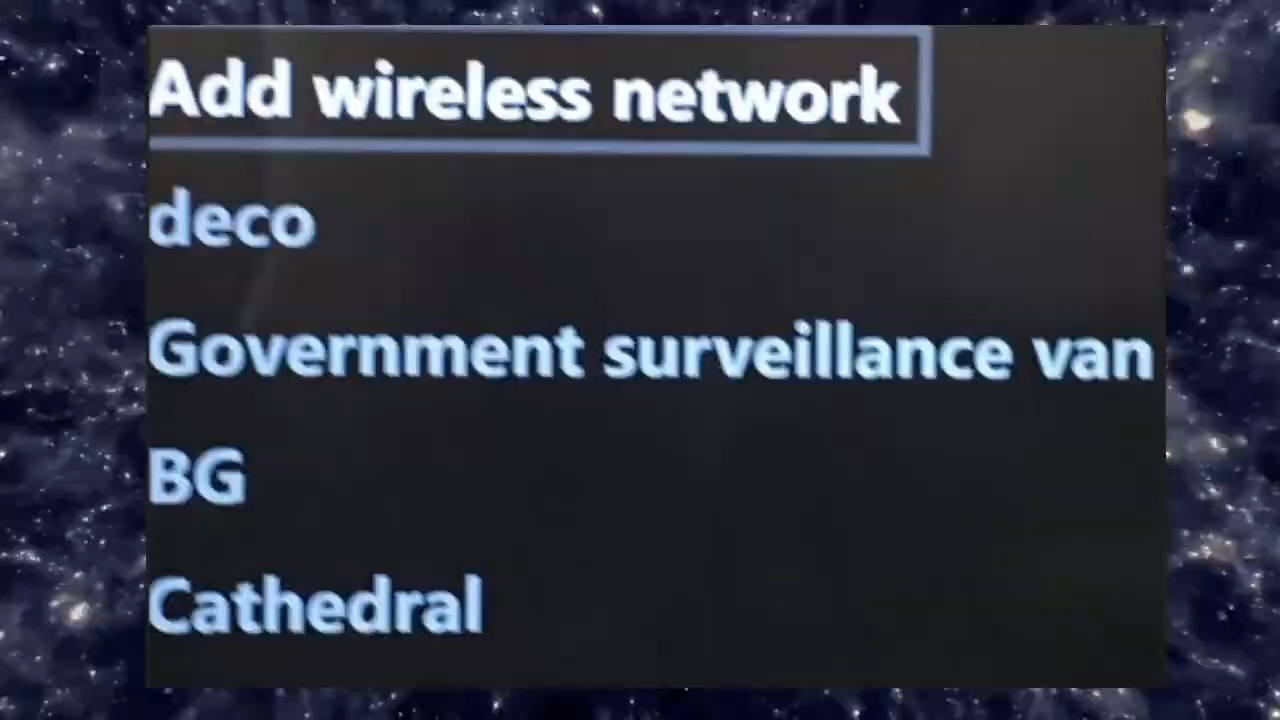 Add wireless network
deco
Government surveillance van
BG
Cathedral